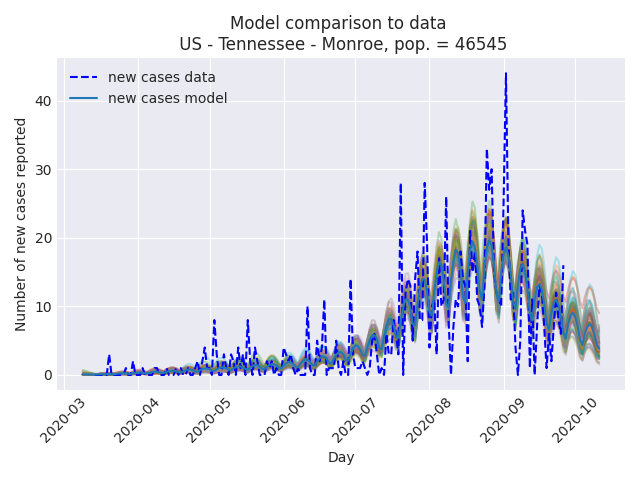 Model comparison to data
US - Tennessee - Monroe, pop. = 46545
new cases data
new cases model
Number of new cases reported
40
30
20
10
0
2020-03
2020-04
2020-05
2020-06
2020-07
2020-08
2020-09
2020-10
Day